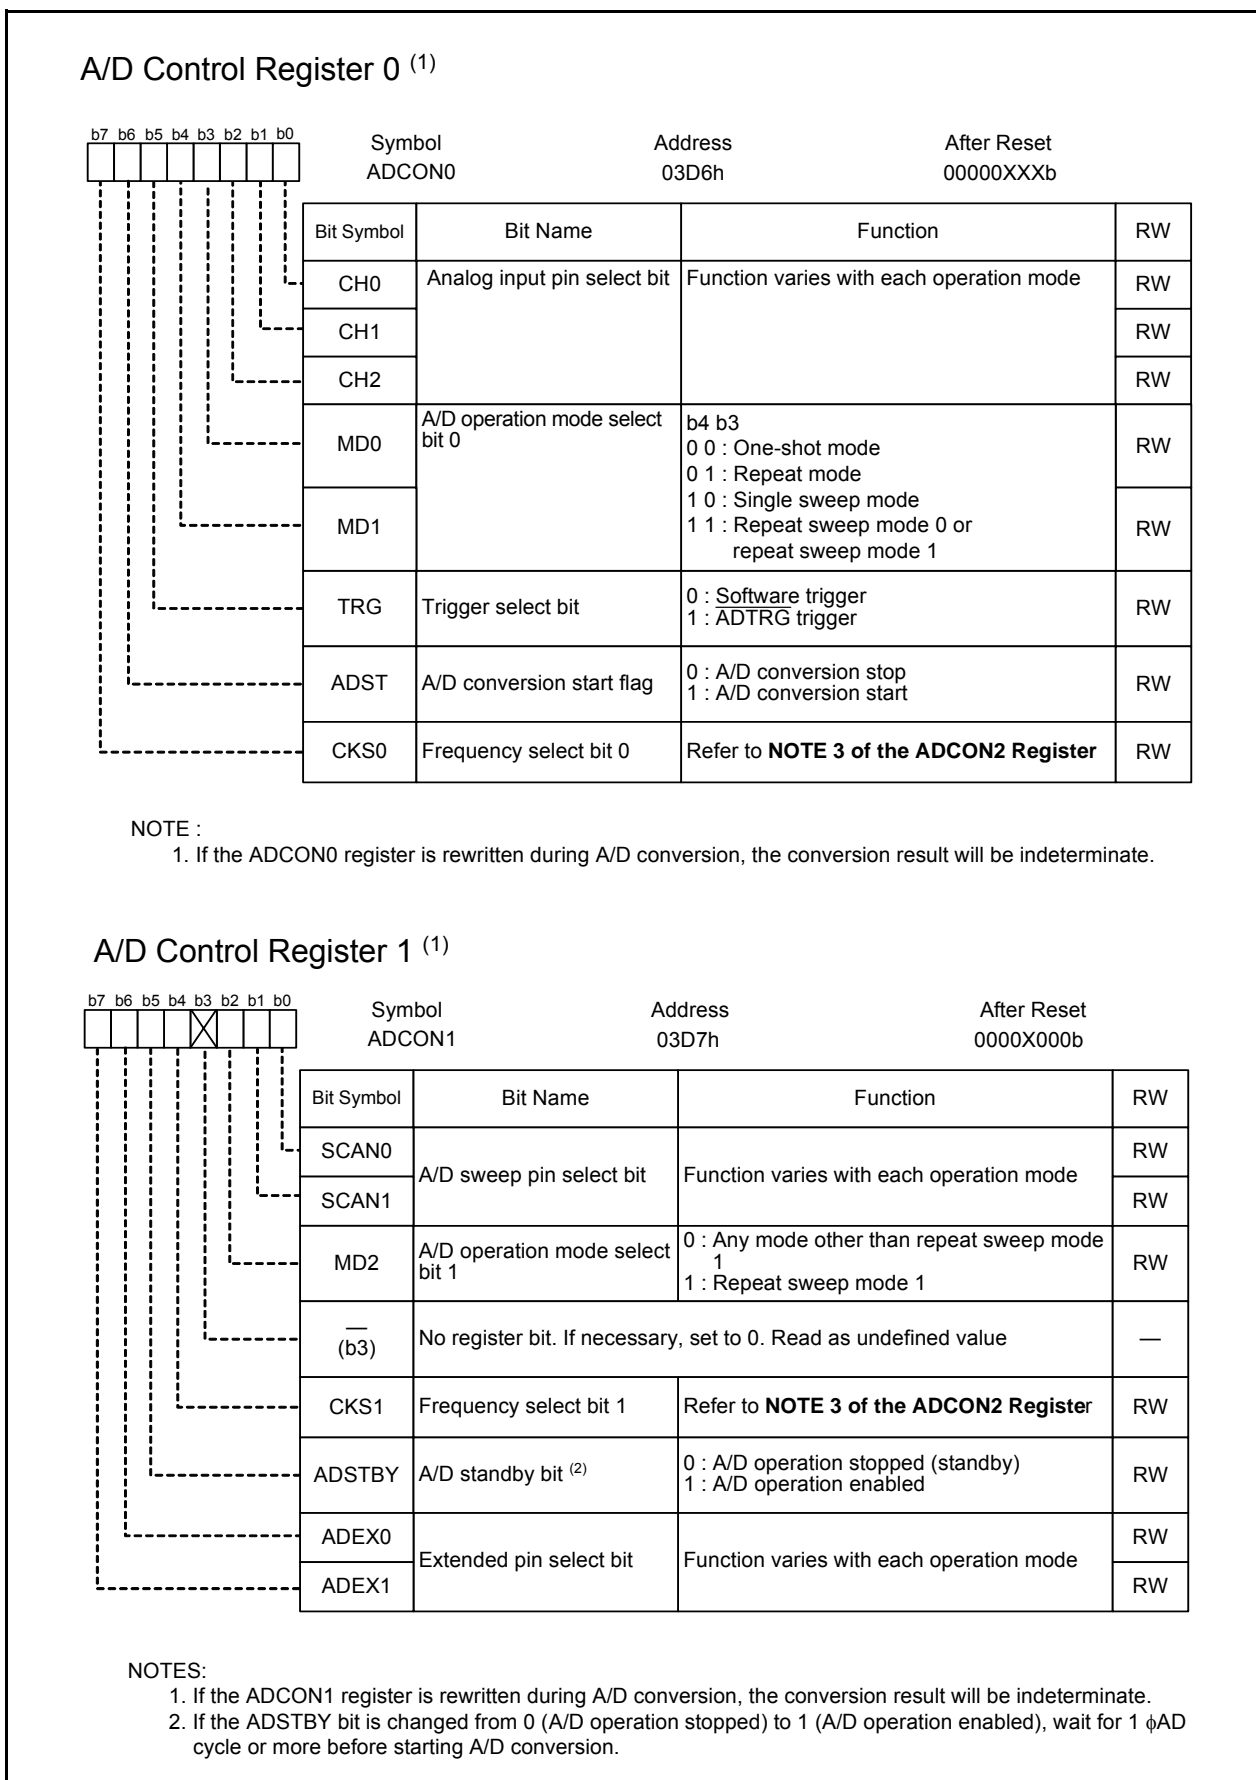 A/D Control Register 0 (1)
b7 b6 b5 b4 b3 b2 b1 b0
Symbol Address After Reset
ADCON0 03D6h 00000XXXb
Bit Symbol Bit Name Function RW
CH0 Analog input pin select bit Function varies with each operation mode RW
CH1 RW
CH2 RW
MD0 A/D operation mode select
bit 0
b4 b3
0 0 : One-shot mode
0 1 : Repeat mode
1 0 : Single sweep mode
1 1 : Repeat sweep mode 0 or
repeat sweep mode 1
RW
MD1 RW
TRG Trigger select bit 0 : Software trigger
1 : ADTRG trigger
RW
ADST A/D conversion start flag 0 : A/D conversion stop
1 : A/D conversion start
RW
CKS0 Frequency select bit 0 Refer to NOTE 3 of the ADCON2 Register RW
NOTE :
1. If the ADCON0 register is rewritten during A/D conversion, the conversion result will be indeterminate.
A/D Control Register 1 (1)
b7 b6 b5 b4 b3 b2 b1 b0
Symbol Address After Reset
ADCON1 03D7h 0000X000b
Bit Symbol Bit Name Function RW
SCAN0 A/D sweep pin select bit Function varies with each operation mode RW
SCAN1 RW
MD2 A/D operation mode select
bit 1
0 : Any mode other than repeat sweep mode
1
1 : Repeat sweep mode 1
RW
—
(b3) No register bit. If necessary, set to 0. Read as undefined value —
CKS1 Frequency select bit 1 Refer to NOTE 3 of the ADCON2 Register RW
ADSTBY A/D standby bit (2) 0 : A/D operation stopped (standby)
1 : A/D operation enabled
RW
ADEX0 Extended pin select bit Function varies with each operation mode RW
ADEX1 RW
NOTES:
1. If the ADCON1 register is rewritten during A/D conversion, the conversion result will be indeterminate.
2. If the ADSTBY bit is changed from 0 (A/D operation stopped) to 1 (A/D operation enabled), wait for 1 ϕAD
cycle or more before starting A/D conversion.